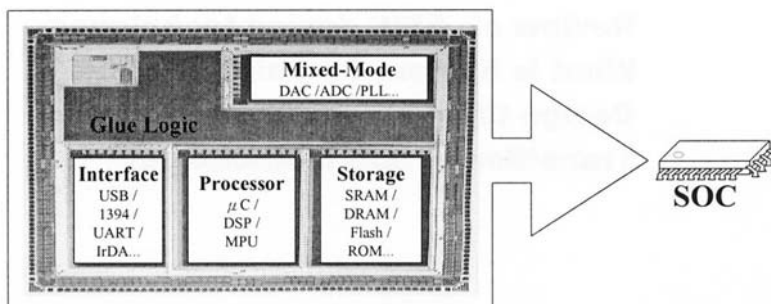 Mixed-Mode
DAC /ADC /PLL...
Glue Logic
Interface
USB /
1394 /
UART /
IrDA...
Processor
μC /
DSP /
MPU
Storage
SRAM /
DRAM /
Flash /
ROM...
SOC